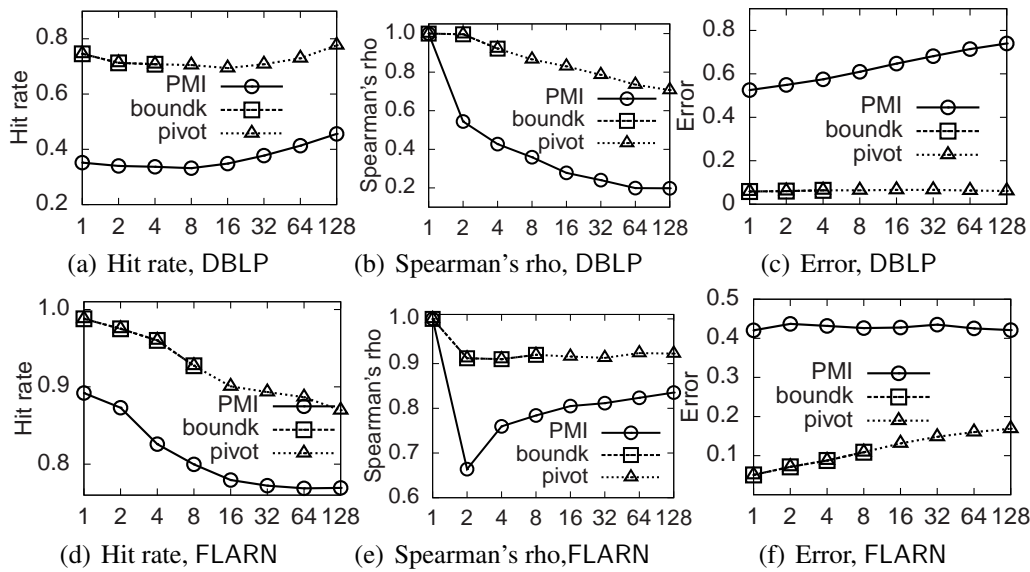 Hit rate
0.8
0.6
0.4
0.2
PMI
boundk
pivot
1 2 4 8 16 32 64 128
(a) Hit rate, DBLP
Spearman's rho
1.0
0.8
0.6
0.4
0.2
PMI
boundk
pivot
1 2 4 8 16 32 64 128
(b) Spearman's rho, DBLP
Error
0.8
0.6
0.4
0.2
0
PMI
boundk
pivot
1 2 4 8 16 32 64 128
(c) Error, DBLP
Hit rate
1.0
0.9
0.8
PMI
boundk
pivot
1 2 4 8 16 32 64 128
(d) Hit rate, FLARN
Spearman's rho
1.0
0.9
0.8
0.7
0.6
PMI
boundk
pivot
1 2 4 8 16 32 64 128
(e) Spearman's rho,FLARN
Error
0.5
0.4
0.3
0.2
0.1
PMI
boundk
pivot
1 2 4 8 16 32 64 128
(f) Error, FLARN